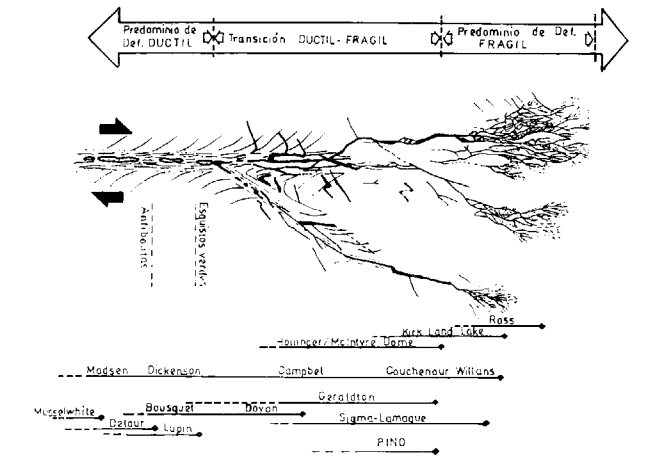 Predominio de
Def. DUCTIL
Transición DUCTIL-FRAGIL
Predominio de Def.
FRAGIL
Anfibolitas
Esquistos verdes
Ross
Kirk Land Lake
Hollinger/McIntyre Dome
Madsen Dickenson Campbel Couchenour Willans
Geraldton
Musselwhite
Bousquet Doyon
Sigma-Lamaque
Detour
Lupin
PINO